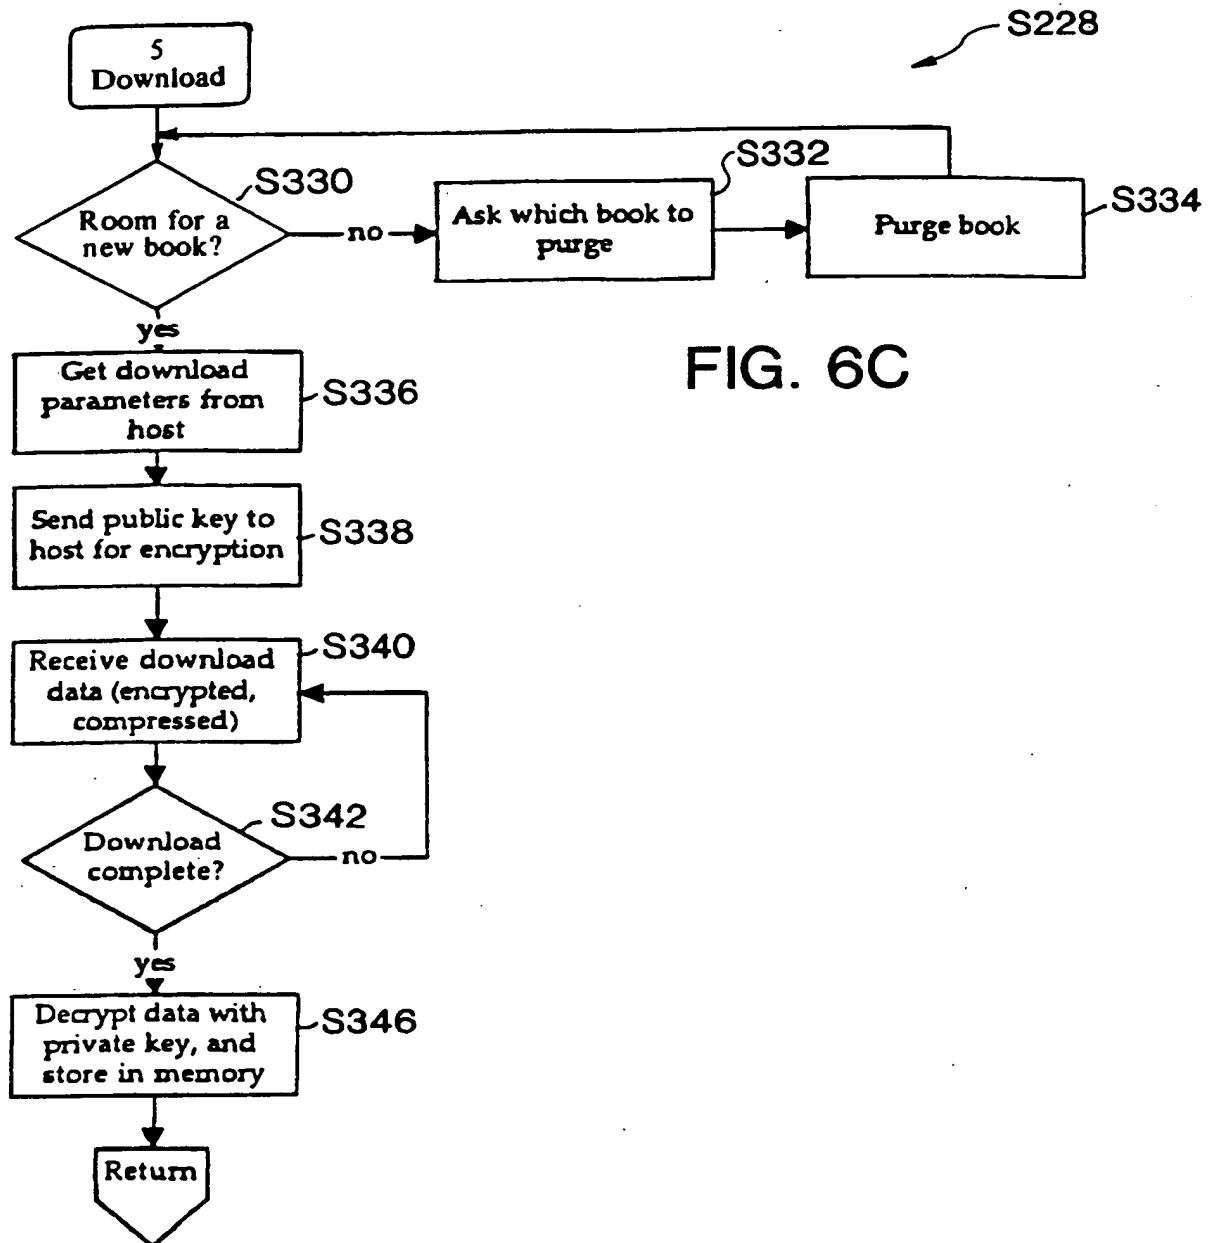 S228
5
Download
S330
Room for a
new book?
no
S332
Ask which book to
purge
S334
Purge book
yes
FIG. 6C
Get download
parameters from
host
S336
Send public key to
host for encryption
S338
Receive download
data (encrypted,
compressed)
S340
Download
complete?
S342
no
yes
Decrypt data with
private key, and
store in memory
S346
Return